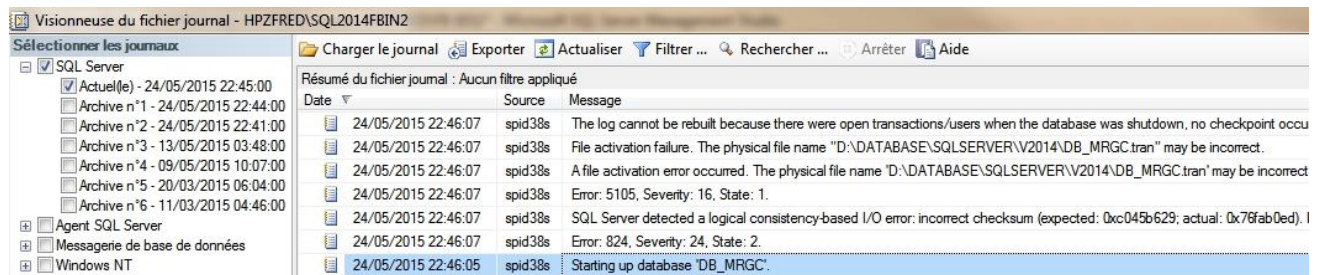 Visionneuse du fichier journal - HPZFRED\SQL2014FBIN2
Sélectionner les journaux
SQL Server
Actuel(le) - 24/05/2015 22:45:00
Archive n°1 - 24/05/2015 22:44:00
Archive n°2 - 24/05/2015 22:41:00
Archive n°3 - 13/05/2015 03:48:00
Archive n°4 - 09/05/2015 10:07:00
Archive n°5 - 20/03/2015 06:04:00
Archive n°6 - 11/03/2015 04:46:00
Agent SQL Server
Messagerie de base de données
Windows NT
Charger le journal Exporter Actualiser Filtrer ... Rechercher ... Arrêter Aide
Résumé du fichier journal : Aucun filtre appliqué
Date Source Message
24/05/2015 22:46:07 spid38s The log cannot be rebuilt because there were open transactions/users when the database was shutdown, no checkpoint occu
24/05/2015 22:46:07 spid38s File activation failure. The physical file name "D:\DATABASE\SQLSERVER\V2014\DB_MRGC.tran" may be incorrect.
24/05/2015 22:46:07 spid38s A file activation error occurred. The physical file name 'D:\DATABASE\SQLSERVER\V2014\DB_MRGC.tran' may be incorrect
24/05/2015 22:46:07 spid38s Error: 5105, Severity: 16, State: 1.
24/05/2015 22:46:07 spid38s SQL Server detected a logical consistency-based I/O error: incorrect checksum (expected: 0xc045b629; actual: 0x76fab0ed). I
24/05/2015 22:46:07 spid38s Error: 824, Severity: 24, State: 2.
24/05/2015 22:46:05 spid38s Starting up database 'DB_MRGC'.